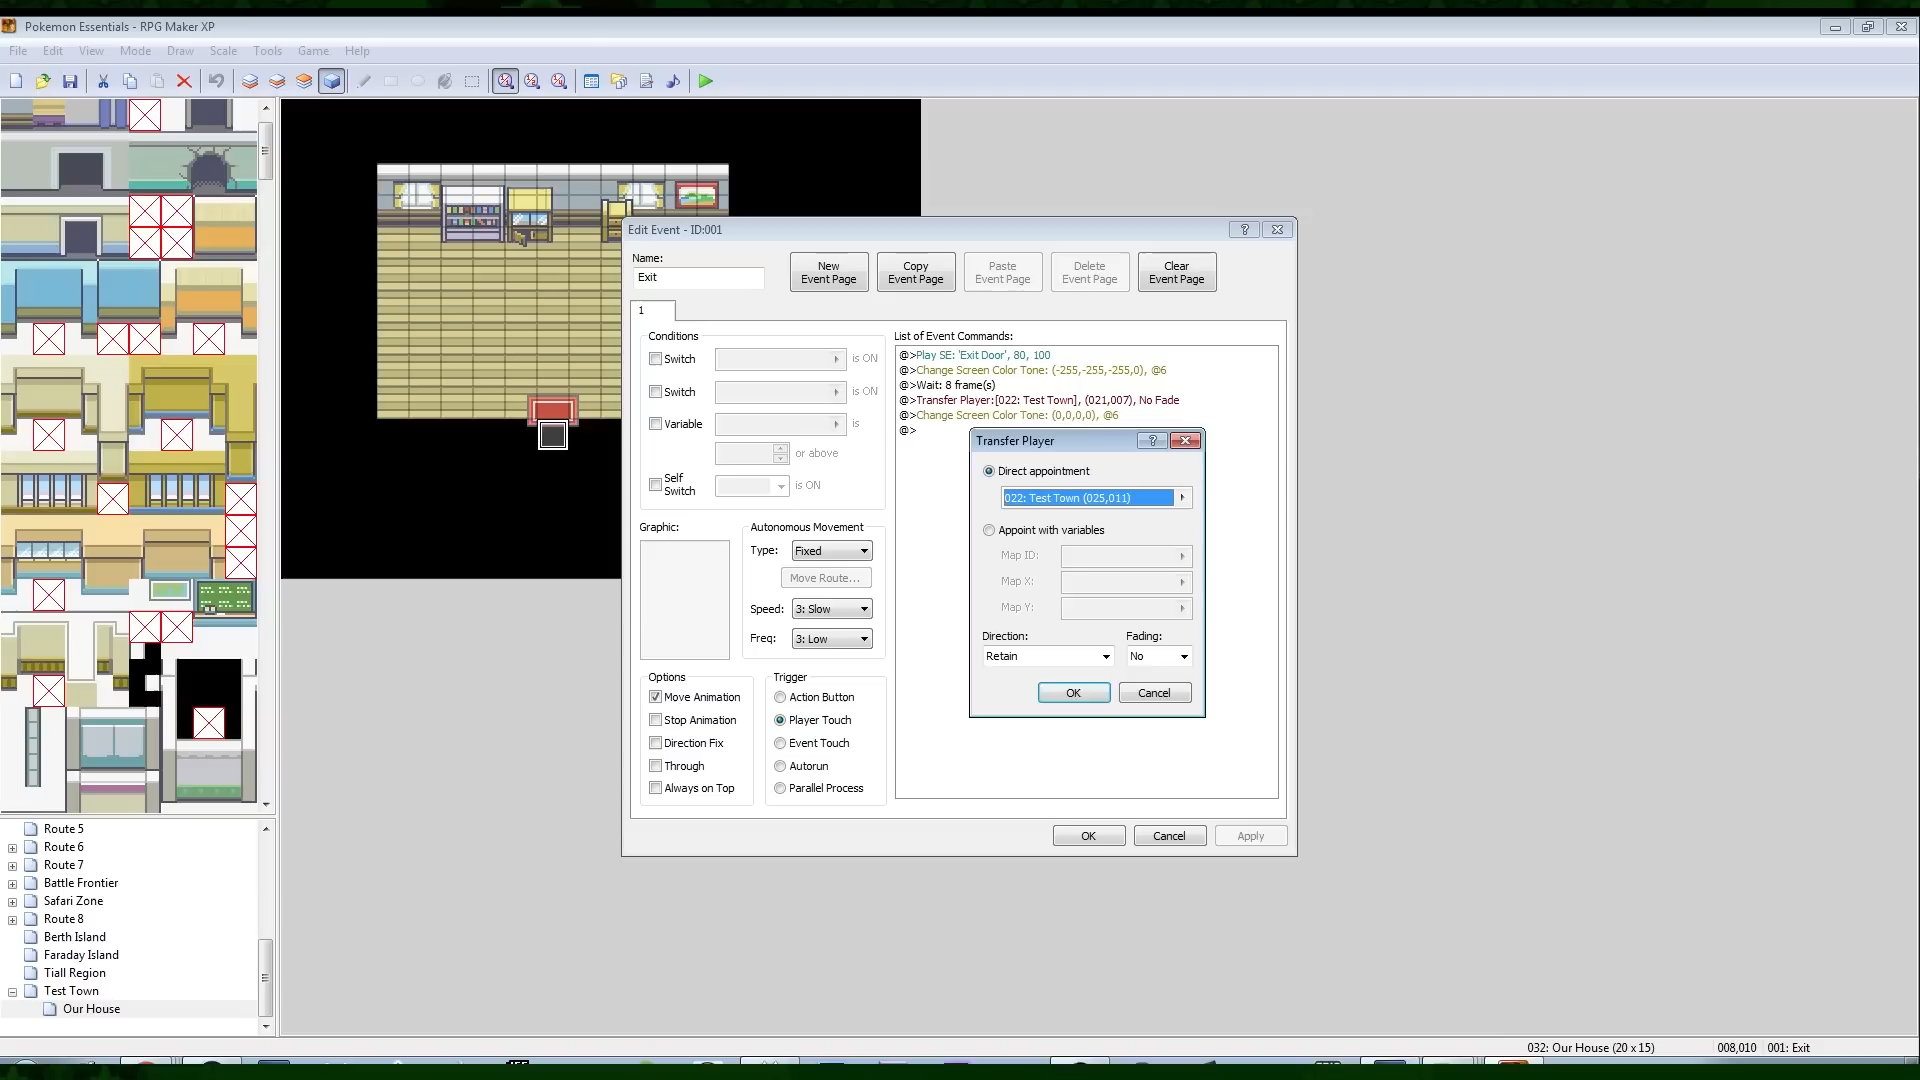 Pokemon Essentials - RPG Maker XP
File Edit View Mode Draw Scale Tools Game Help
Edit Event - ID:001
Name:
Exit
New
Event Page
Copy
Event Page
Paste
Event Page
Delete
Event Page
Clear
Event Page
1
Conditions
Switch
is ON
Switch
is ON
Variable
is
or above
Self
Switch
is ON
Graphic:
Autonomous Movement
Type: Fixed
Move Route...
Speed: 3: Slow
Freq: 3: Low
Options
Move Animation
Stop Animation
Direction Fix
Through
Always on Top
Trigger
Action Button
Player Touch
Event Touch
Autorun
Parallel Process
List of Event Commands:
@>Play SE: 'Exit Door', 80, 100
@>Change Screen Color Tone: (-255,-255,-255,0), @6
@>Wait: 8 frame(s)
@>Transfer Player:[022: Test Town], (021,007), No Fade
@>Change Screen Color Tone: (0,0,0,0), @6
@>
Transfer Player
Direct appointment
022: Test Town (025,011)
Appoint with variables
Map ID:
Map X:
Map Y:
Direction:
Fading:
Retain
No
OK Cancel
OK Cancel Apply
Route 5
Route 6
Route 7
Battle Frontier
Safari Zone
Route 8
Berth Island
Faraday Island
Tiall Region
Test Town
Our House
032: Our House (20 x 15) 008,010 001: Exit